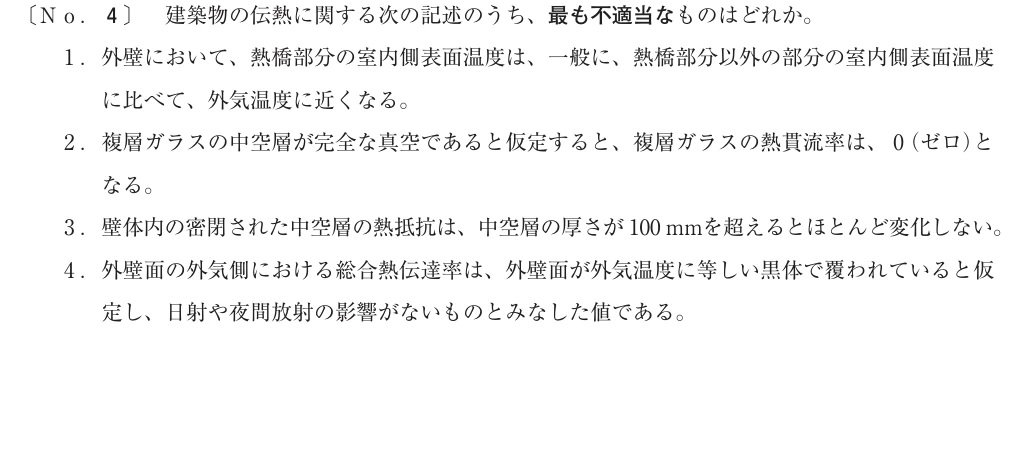 〔Ｎｏ．４〕　建築物の伝熱に関する次の記述のうち、最も不適当なものはどれか。
１．外壁において、熱橋部分の室内側表面温度は、一般に、熱橋部分以外の部分の室内側表面温度
に比べて、外気温度に近くなる。
２．複層ガラスの中空層が完全な真空であると仮定すると、複層ガラスの熱貫流率は、０（ゼロ）と
なる。
３．壁体内の密閉された中空層の熱抵抗は、中空層の厚さが 100 mmを超えるとほとんど変化しない。
４．外壁面の外気側における総合熱伝達率は、外壁面が外気温度に等しい黒体で覆われていると仮
定し、日射や夜間放射の影響がないものとみなした値である。